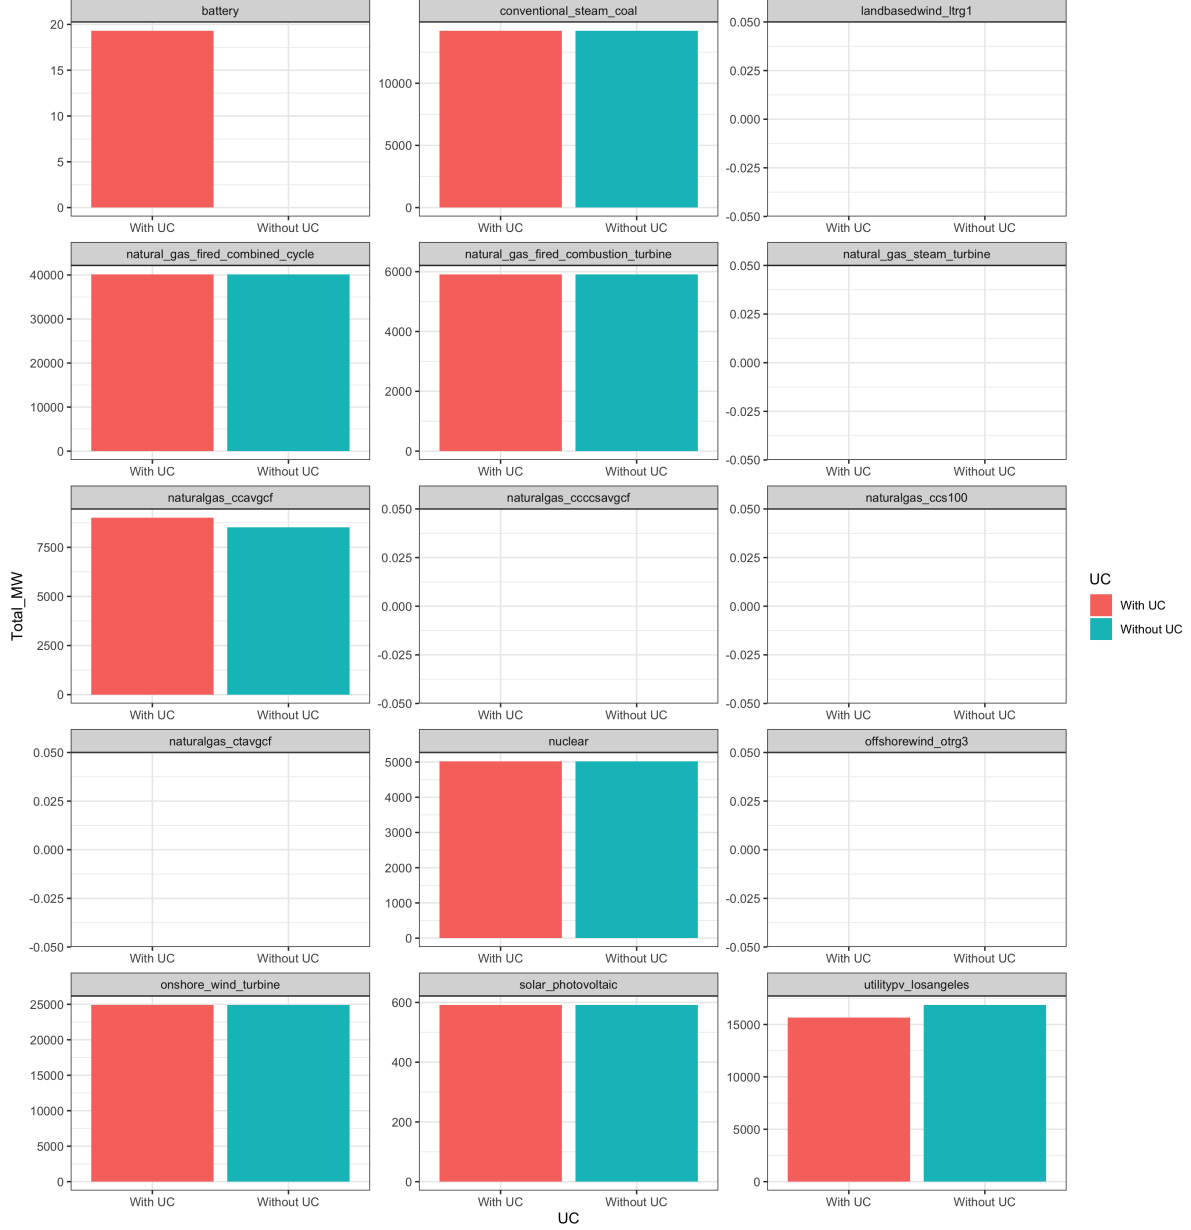 battery
conventional_steam_coal
landbasedwind_ltrg1
20
15
10
5
0
With UC
Without UC
10000
5000
0
With UC
Without UC
0.050
0.025
0.000
-0.025
-0.050
With UC
Without UC
natural_gas_fired_combined_cycle
natural_gas_fired_combustion_turbine
natural_gas_steam_turbine
40000
30000
20000
10000
0
With UC
Without UC
6000
4000
2000
0
With UC
Without UC
0.050
0.025
0.000
-0.025
-0.050
With UC
Without UC
naturalgas_ccavgcf
naturalgas_ccccsavgcf
naturalgas_ccs100
7500
5000
2500
0
With UC
Without UC
0.050
0.025
0.000
-0.025
-0.050
With UC
Without UC
0.050
0.025
0.000
-0.025
-0.050
With UC
Without UC
naturalgas_ctavgcf
nuclear
offshorewind_otrg3
0.050
0.025
0.000
-0.025
-0.050
With UC
Without UC
5000
4000
3000
2000
1000
0
With UC
Without UC
0.050
0.025
0.000
-0.025
-0.050
With UC
Without UC
onshore_wind_turbine
solar_photovoltaic
utilitypv_losangeles
25000
20000
15000
10000
5000
0
With UC
Without UC
600
400
200
0
With UC
Without UC
15000
10000
5000
0
With UC
Without UC
Total_MW
UC
UC
With UC
Without UC